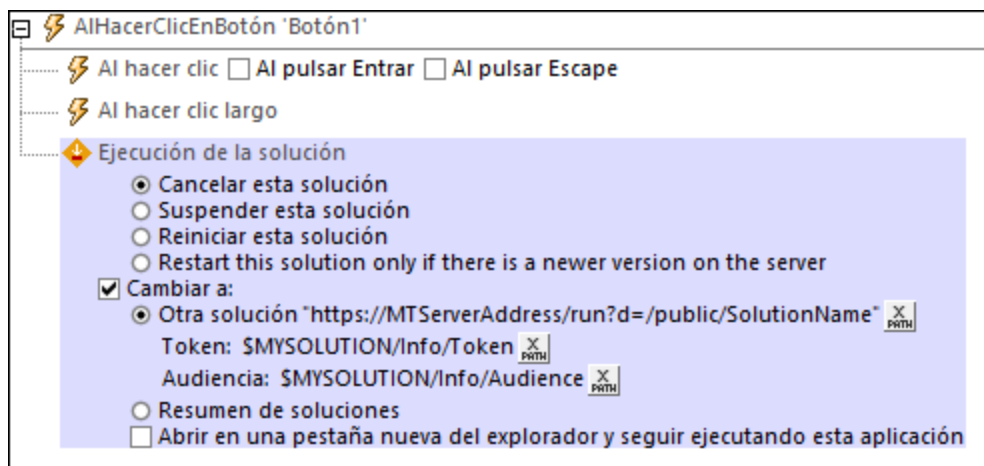 AlHacerClicEnBotón 'Botón1'
Al hacer clic Al pulsar Entrar Al pulsar Escape
Al hacer clic largo
Ejecución de la solución
Cancelar esta solución
Suspender esta solución
Reiniciar esta solución
Restart this solution only if there is a newer version on the server
Cambiar a:
Otra solución "https://MTServerAddress/run?d=/public/SolutionName" X PATH
Token: $MYSOLUTION/Info/Token X PATH
Audiencia: $MYSOLUTION/Info/Audience X PATH
Resumen de soluciones
Abrir en una pestaña nueva del explorador y seguir ejecutando esta aplicación